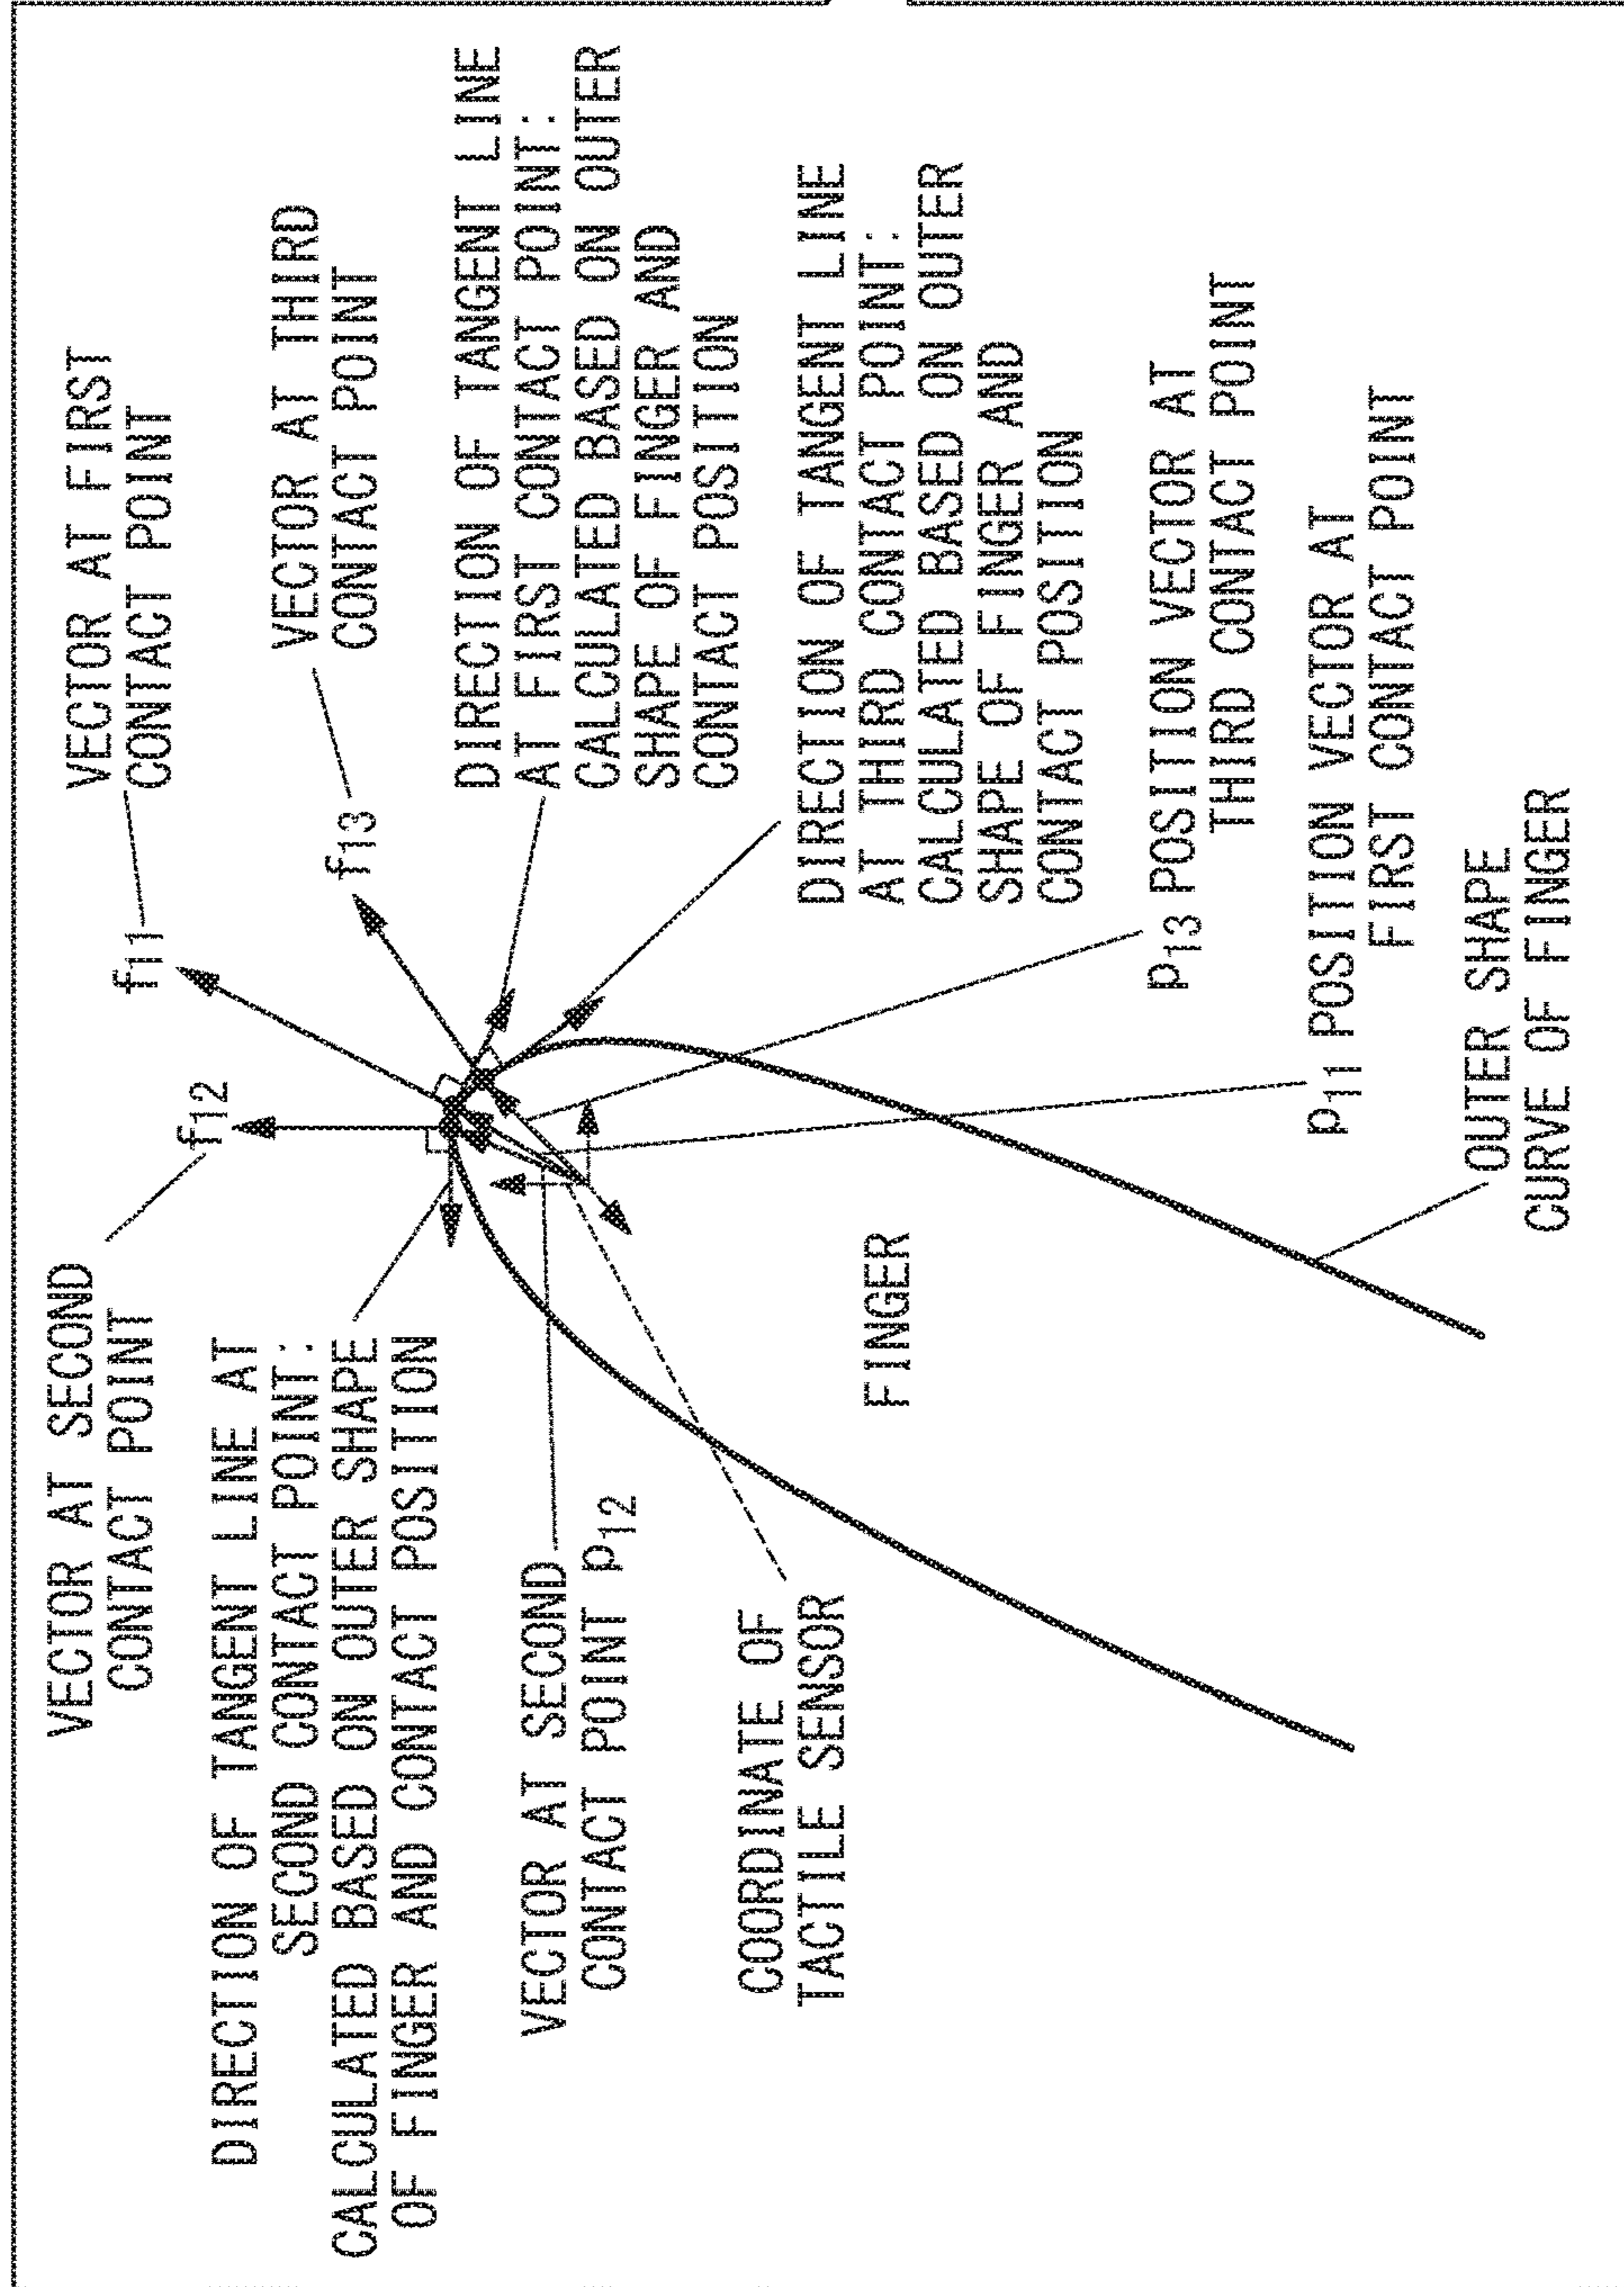 VECTOR AT SECOND
CONTACT POINT
f12
f11
VECTOR AT FIRST
CONTACT POINT
f13
VECTOR AT THIRD
CONTACT POINT
DIRECTION OF TANGENT LINE AT
SECOND CONTACT POINT:
CALCULATED BASED ON OUTER SHAPE
OF FINGER AND CONTACT POSITION
DIRECTION OF TANGENT LINE
AT FIRST CONTACT POINT:
CALCULATED BASED ON OUTER
SHAPE OF FINGER AND
CONTACT POSITION
VECTOR AT SECOND
CONTACT POINT P12
COORDINATE OF
TACTILE SENSOR
DIRECTION OF TANGENT LINE
AT THIRD CONTACT POINT:
CALCULATED BASED ON OUTER
SHAPE OF FINGER AND
CONTACT POSITION
FINGER
P13 POSITION VECTOR AT
THIRD CONTACT POINT
P11 POSITION VECTOR AT
FIRST CONTACT POINT
OUTER SHAPE
CURVE OF FINGER